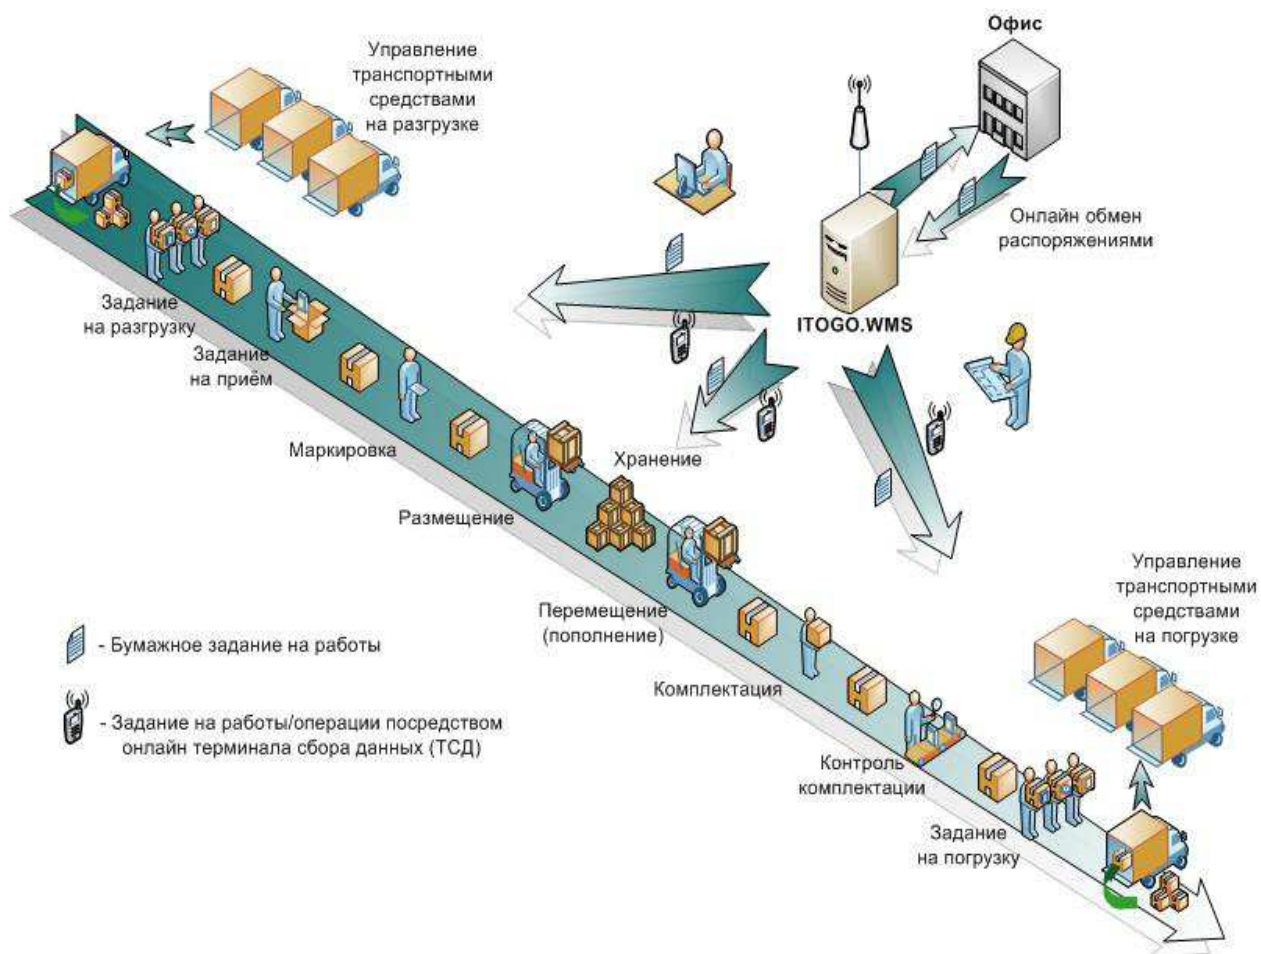 Офис
Управление
транспортными
средствами
на разгрузке
Онлайн обмен
распоряжениями
ITOGO.WMS
Задание
на разгрузку
Задание
на приём
Маркировка
Хранение
Размещение
Управление
транспортными
средствами
на погрузке
Перемещение
(пополнение)
- Бумажное задание на работы
Комплектация
- Задание на работы/операции посредством
онлайн терминала сбора данных (ТСД)
Контроль
комплектации
Задание
на погрузку